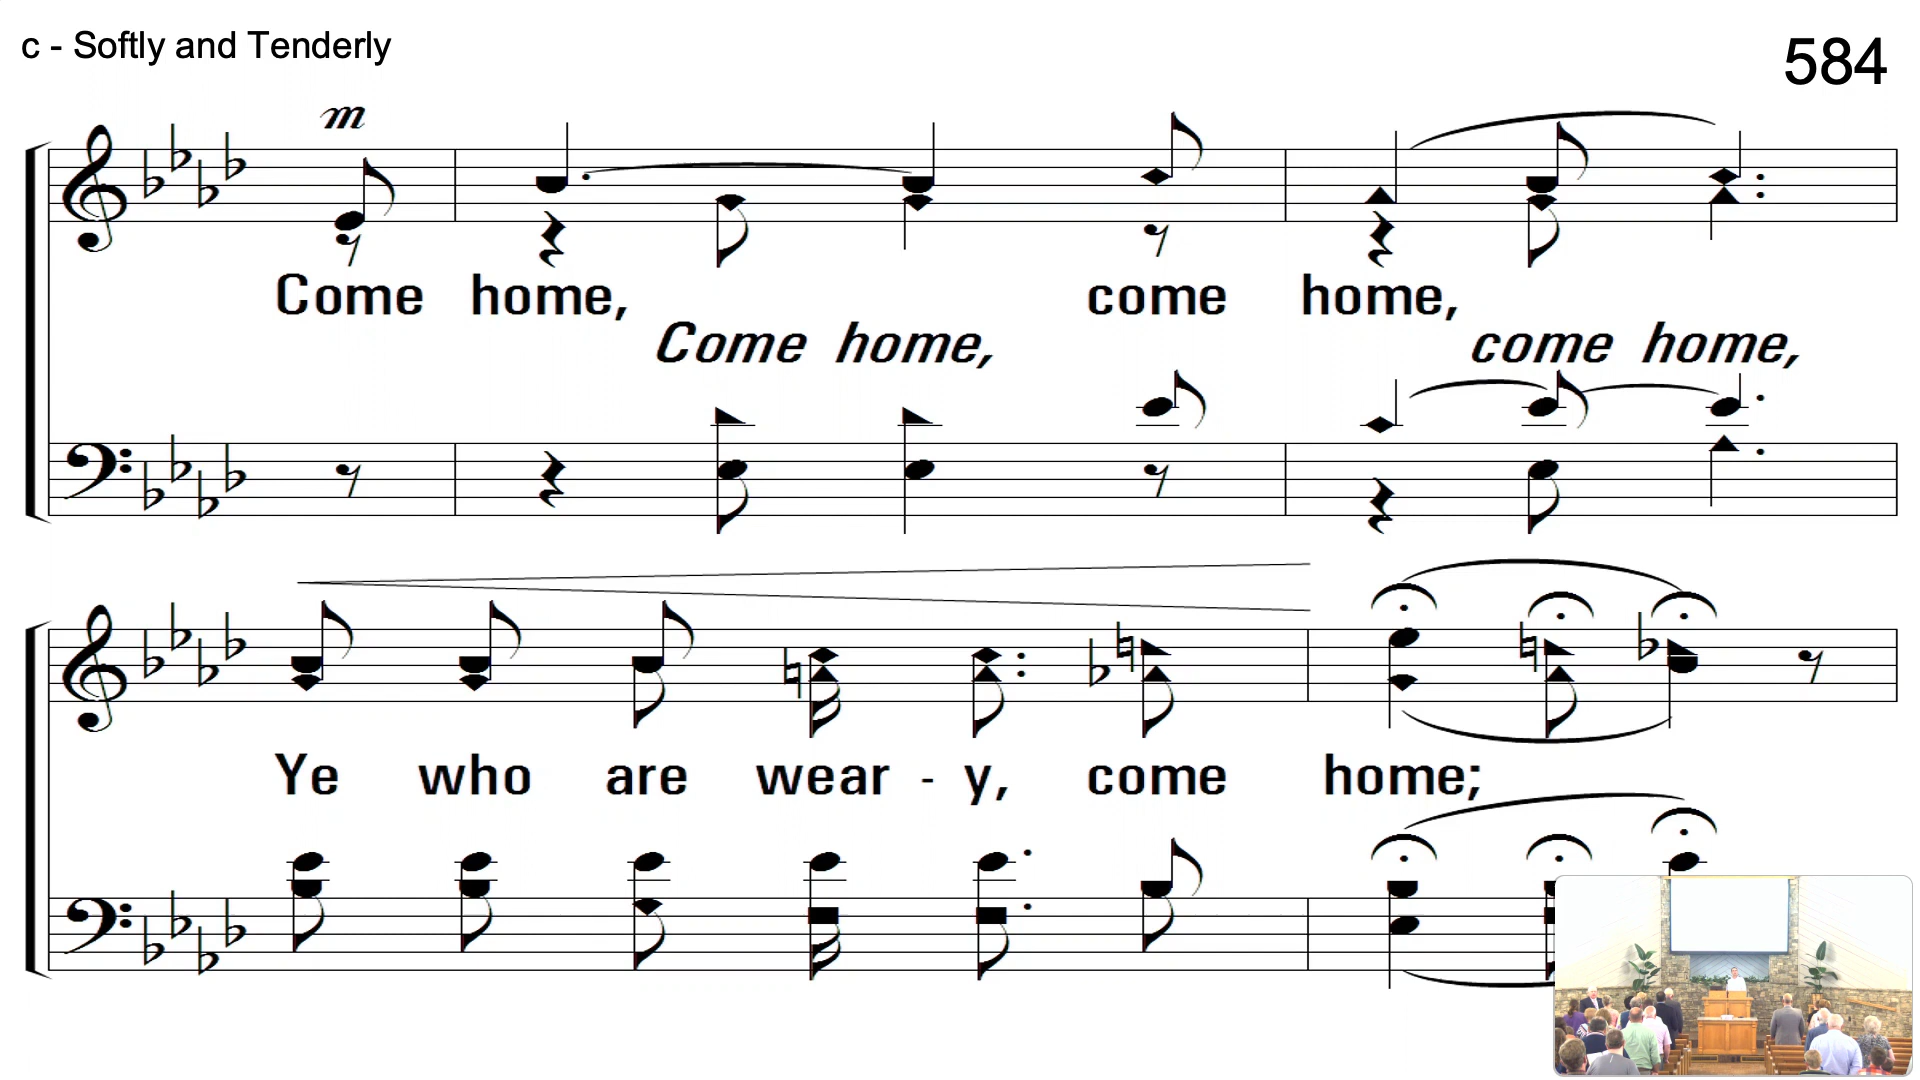 c - Softly and Tenderly
584
m
Come home, come home,
Come home, come home,
Ye who are wear - y, come home;